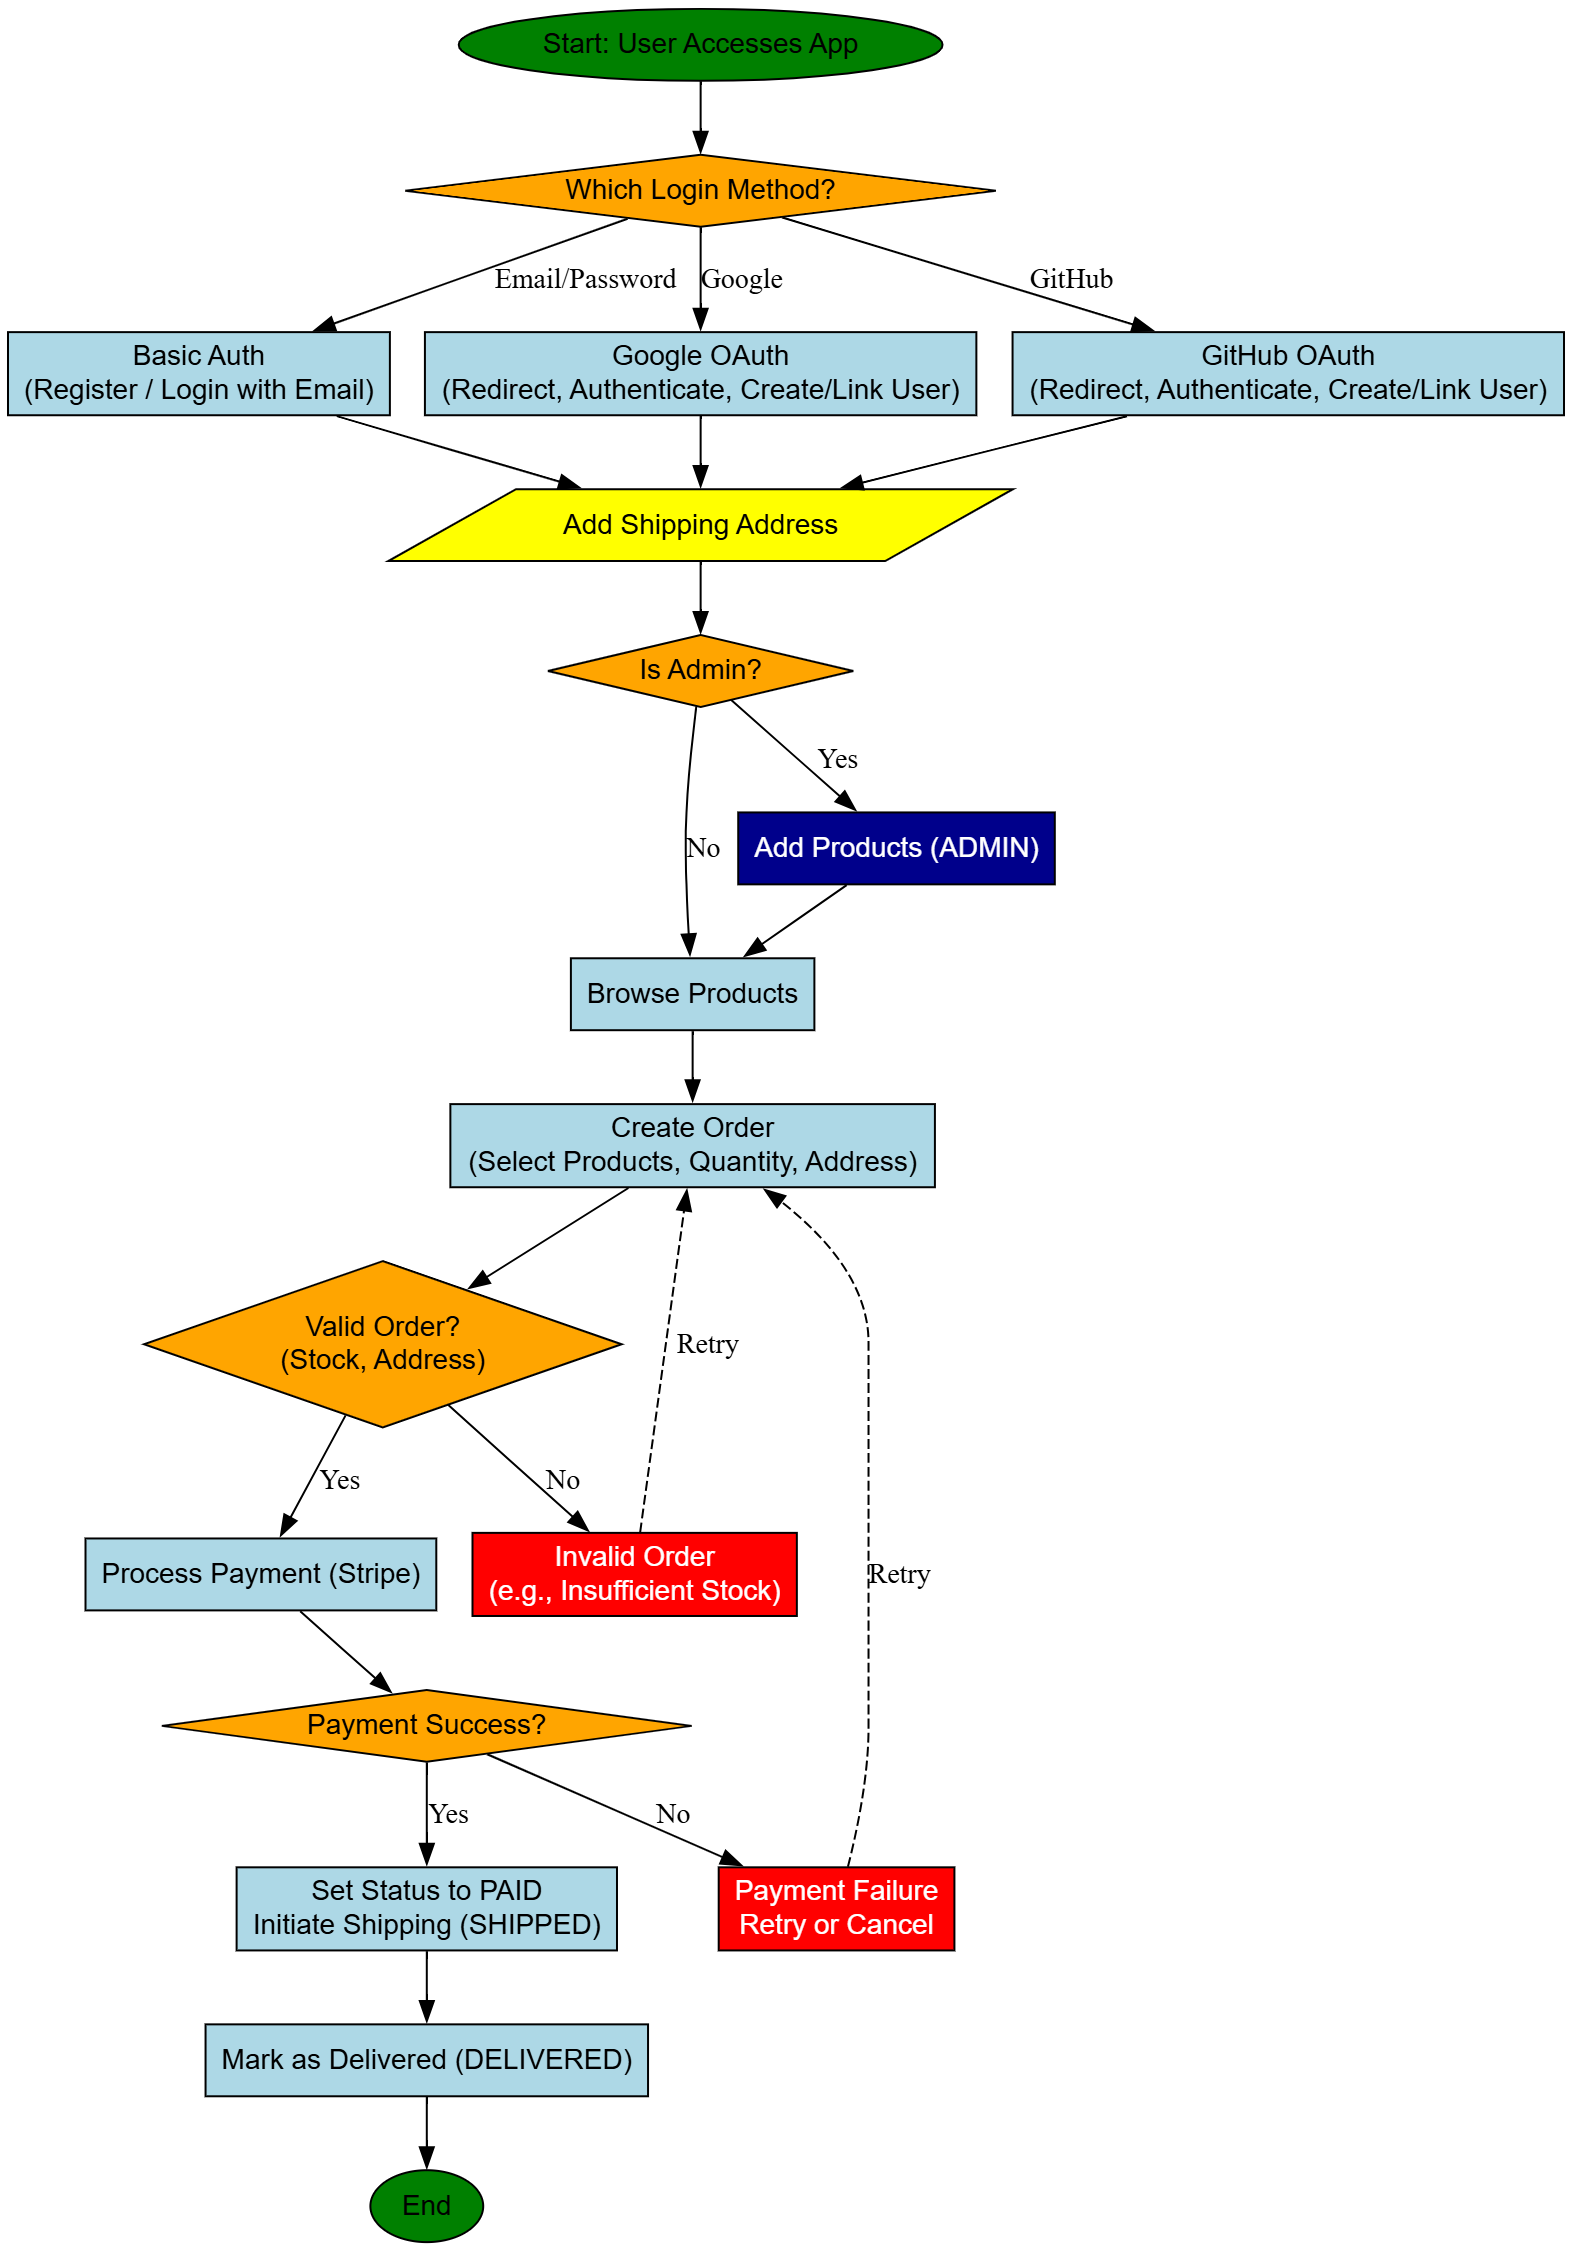 Start: User Accesses App
Which Login Method?
Email/Password
Google
GitHub
Basic Auth
(Register / Login with Email)
Google OAuth
(Redirect, Authenticate, Create/Link User)
GitHub OAuth
(Redirect, Authenticate, Create/Link User)
Add Shipping Address
Is Admin?
Yes
No
Add Products (ADMIN)
Browse Products
Create Order
(Select Products, Quantity, Address)
Valid Order?
(Stock, Address)
Retry
Yes
No
Process Payment (Stripe)
Invalid Order
(e.g., Insufficient Stock)
Retry
Payment Success?
Yes
No
Set Status to PAID
Initiate Shipping (SHIPPED)
Payment Failure
Retry or Cancel
Mark as Delivered (DELIVERED)
End